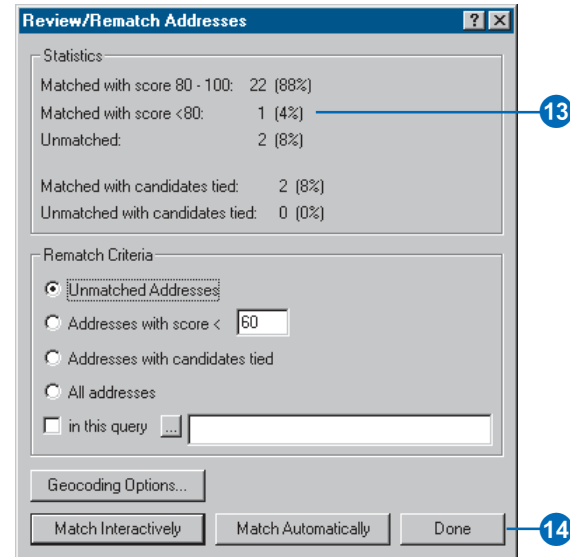 Review/Rematch Addresses
Statistics
Matched with score 80 - 100: 22 (88%)
Matched with score <80: 1 (4%)
13
Unmatched: 2 (8%)
Matched with candidates tied: 2 (8%)
Unmatched with candidates tied: 0 (0%)
Rematch Criteria
Unmatched Addresses
Addresses with score < 60
Addresses with candidates tied
All addresses
in this query ...
Geocoding Options...
Match Interactively Match Automatically Done
14